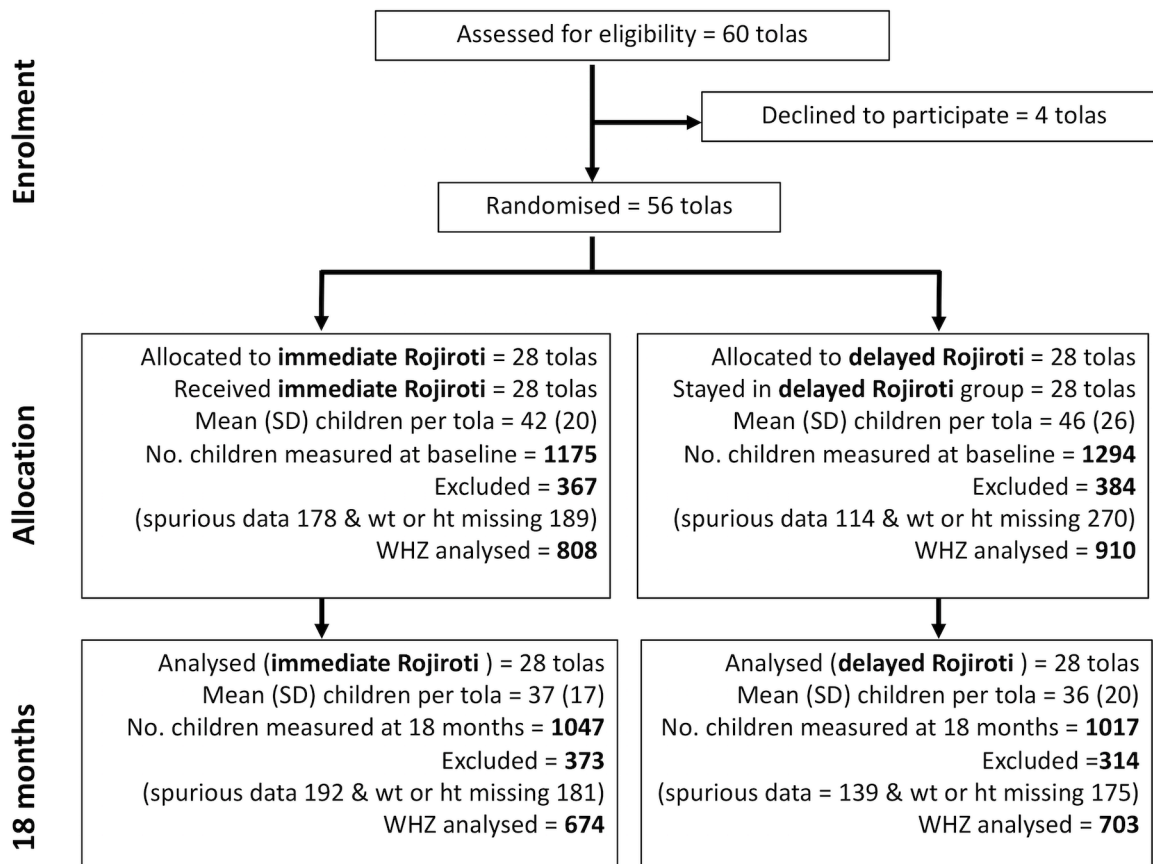 Enrolment
Assessed for eligibility = 60 tolas
Declined to participate = 4 tolas
Randomised = 56 tolas
Allocation
Allocated to immediate Rojiroti = 28 tolas
Received immediate Rojiroti = 28 tolas
Mean (SD) children per tola = 42 (20)
No. children measured at baseline = 1175
Excluded = 367
(spurious data 178 & wt or ht missing 189)
WHZ analysed = 808
Allocated to delayed Rojiroti = 28 tolas
Stayed in delayed Rojiroti group = 28 tolas
Mean (SD) children per tola = 46 (26)
No. children measured at baseline = 1294
Excluded = 384
(spurious data 114 & wt or ht missing 270)
WHZ analysed = 910
18 months
Analysed (immediate Rojiroti ) = 28 tolas
Mean (SD) children per tola = 37 (17)
No. children measured at 18 months = 1047
Excluded = 373
(spurious data 192 & wt or ht missing 181)
WHZ analysed = 674
Analysed (delayed Rojiroti ) = 28 tolas
Mean (SD) children per tola = 36 (20)
No. children measured at 18 months = 1017
Excluded =314
(spurious data = 139 & wt or ht missing 175)
WHZ analysed = 703